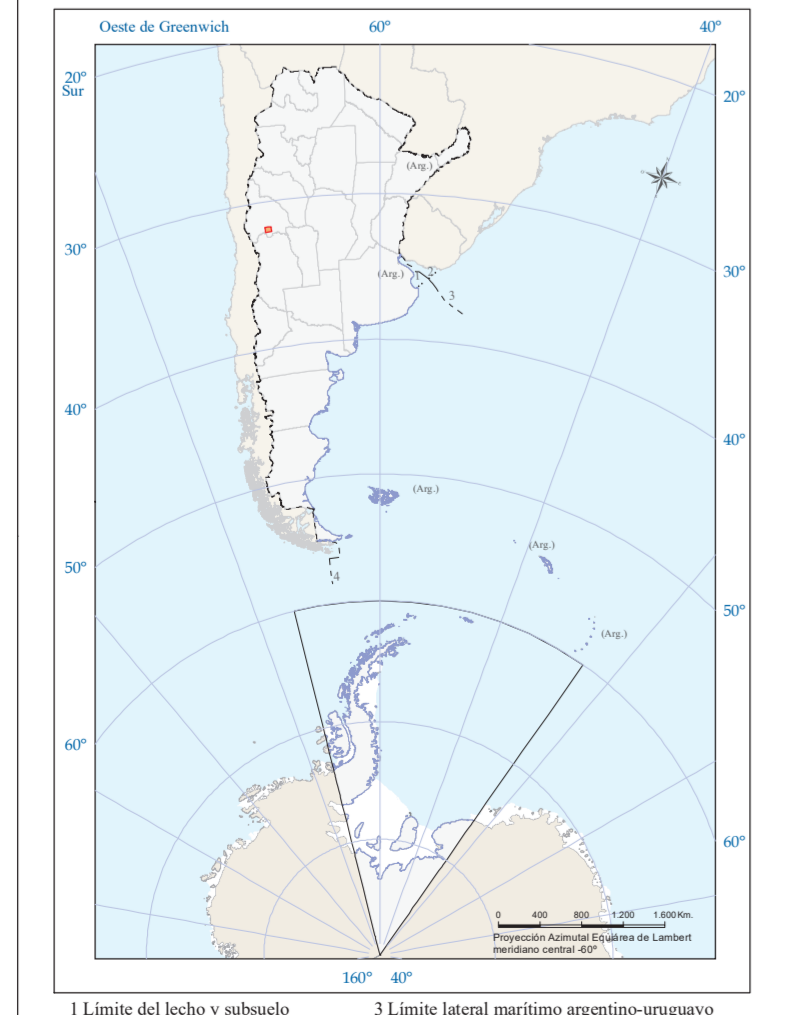 Oeste de Greenwich
60°
40°
20°
Sur
20°
(Arg.)
30°
30°
(Arg.)
1
2
3
40°
40°
(Arg.)
(Arg.)
50°
4
50°
(Arg.)
60°
60°
0 400 800 1.200 1.600 Km.
Proyección Azimutal Equiárea de Lambert
meridiano central -60º
160° 40°
1 Límite del lecho y subsuelo
3 Límite lateral marítimo argentino-uruguayo